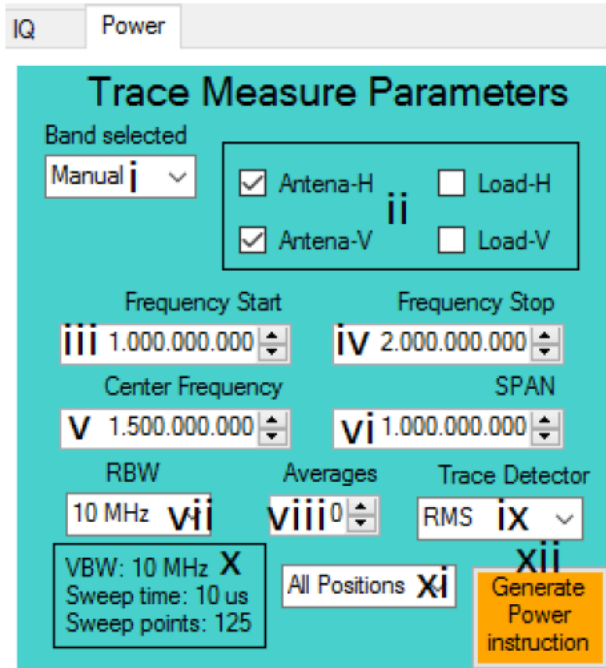 IQ Power
Trace Measure Parameters
Band selected
Manual i
Antena-H Load-H
ii
Antena-V Load-V
Frequency Start Frequency Stop
iii 1.000.000.000 iv 2.000.000.000
Center Frequency SPAN
v 1.500.000.000 vi 1.000.000.000
RBW Averages Trace Detector
10 MHz vii viii 0 RMS ix
VBW: 10 MHz x
Sweep time: 10 us
Sweep points: 125
All Positions xi
xii
Generate
Power
instruction